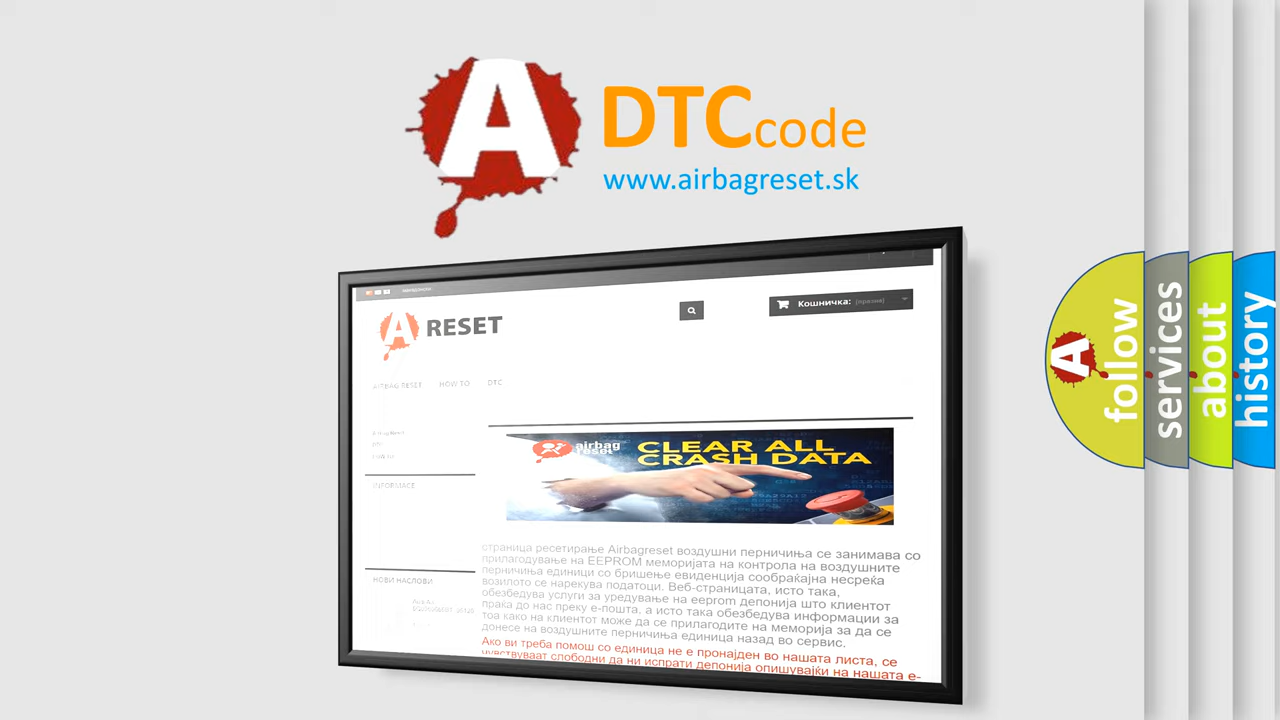 A
DTCcode
www.airbagreset.sk
A RESET
Кошничка: (празни)
AIRBAG RESET HOW TO DTC
airbag
reset
CLEAR ALL
CRASH DATA
INFORMACE
страница ресетирање Airbagreset воздушни перничиња се занимава со
прилагодување на EEPROM меморијата на контрола на воздушните
перничиња единици со бришење евиденција сообраќајна несреќа
возилото се нарекува податоци. Веб-страницата, исто така,
обезбедува услуги за уредување на eeprom депонија што клиентот
праќа до нас преку е-пошта, а исто така обезбедува информации за
тоа како на клиентот може да се прилагодите на меморија за да се
донесе на воздушните перничиња единица назад во сервис.
Ако ви треба помош со единица не е пронајден во нашата листа, се
чувствуваат слободни да ни испрати депонија опишувајќи на нашата е-
НОВИ НАСЛОВИ
A
follow
services
about
history